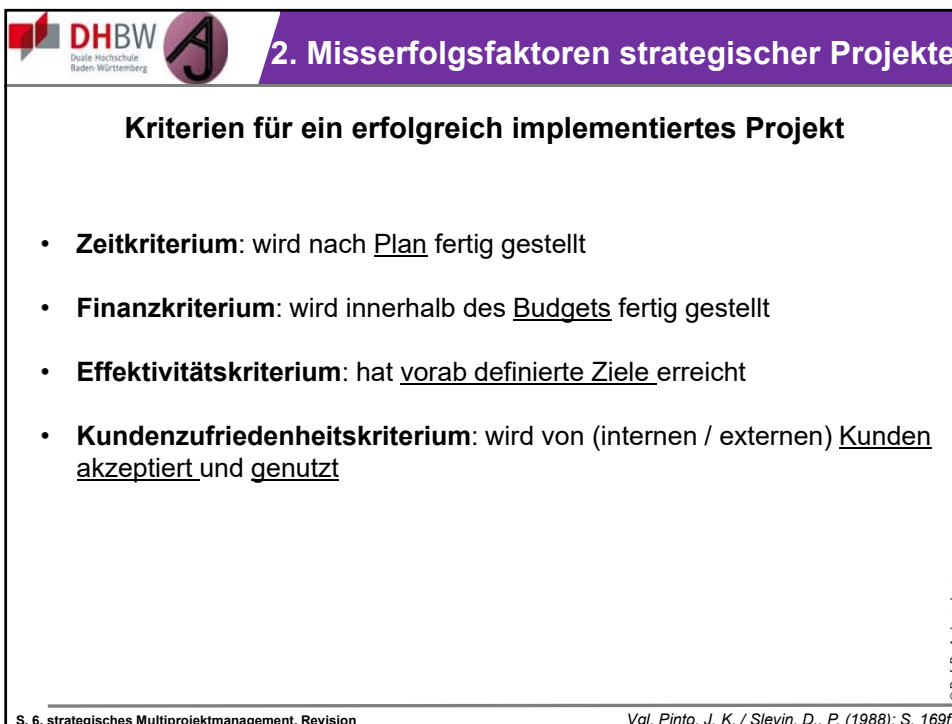 DHBW
Duale Hochschule
Baden-Württemberg
2. Misserfolgsfaktoren strategischer Projekte
Kriterien für ein erfolgreich implementiertes Projekt
• Zeitkriterium: wird nach Plan fertig gestellt
• Finanzkriterium: wird innerhalb des Budgets fertig gestellt
• Effektivitätskriterium: hat vorab definierte Ziele erreicht
• Kundenzufriedenheitskriterium: wird von (internen / externen) Kunden
akzeptiert und genutzt
S. 6, strategisches Multiprojektmanagement, Revision
Vgl. Pinto, J. K. / Slevin, D., P. (1988): S. 169f